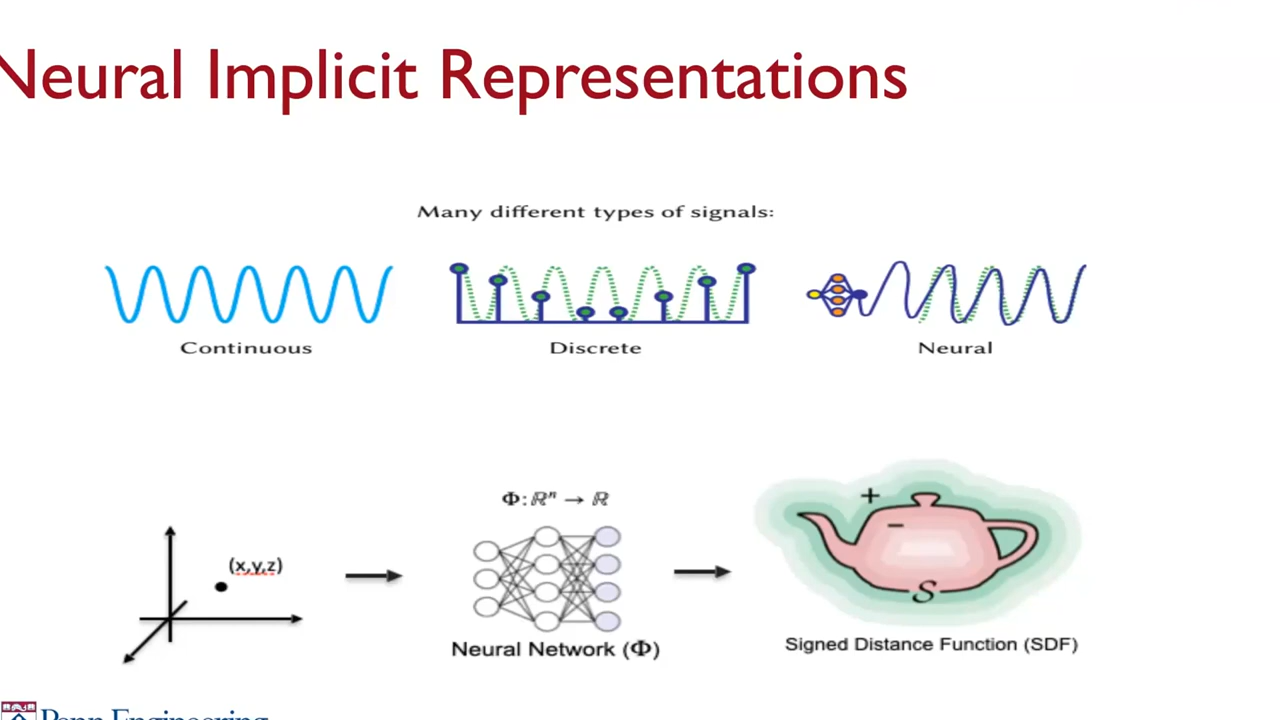 Neural Implicit Representations
Many different types of signals:
Continuous
Discrete
Neural
Φ: ℝⁿ → ℝ
(x,y,z)
+
−
S
Neural Network (Φ)
Signed Distance Function (SDF)
Penn Engineering